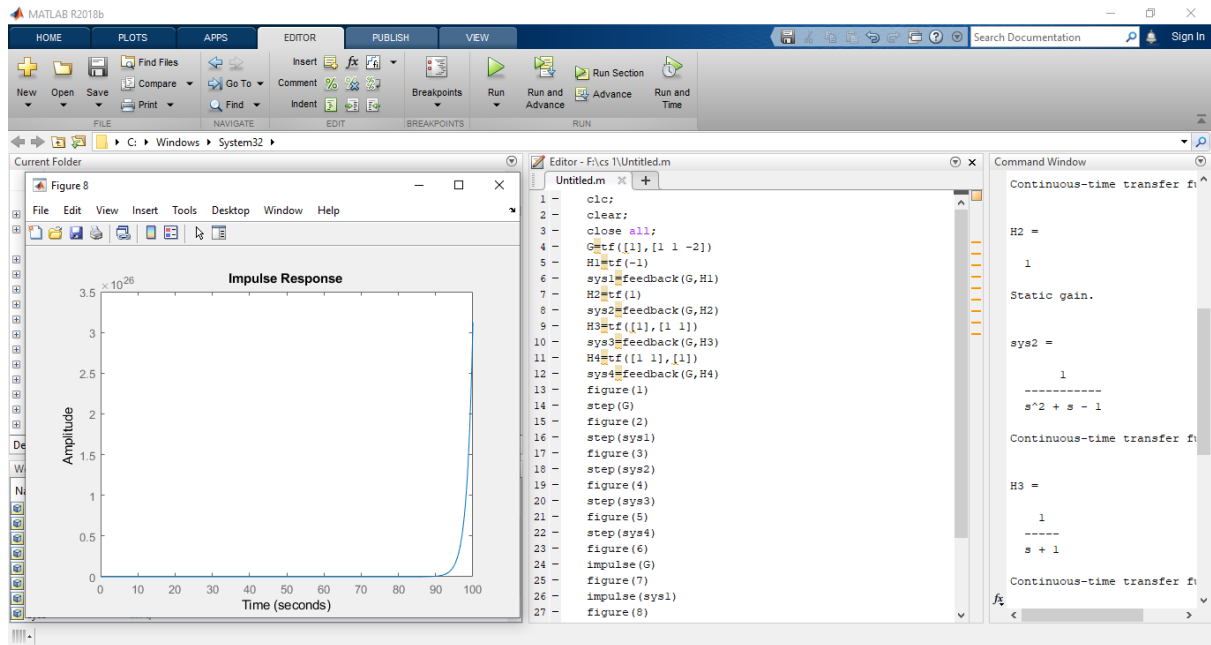 MATLAB R2018b
HOME PLOTS APPS EDITOR PUBLISH VIEW
Search Documentation
Sign In
New
Open
Save
Find Files
Compare
Print
FILE
Go To
Find
NAVIGATE
Insert fx
Comment
Indent
EDIT
Breakpoints
BREAKPOINTS
Run
Run and Advance
Run Section
Advance
Run and Time
RUN
C: Windows System32
Current Folder
Figure 8
File Edit View Insert Tools Desktop Window Help
Impulse Response
×10^26
3.5
3
2.5
2
1.5
1
0.5
0
Amplitude
0 10 20 30 40 50 60 70 80 90 100
Time (seconds)
De
W
Na
Editor - F:\cs 1\Untitled.m
Untitled.m
1 - clc;
2 - clear;
3 - close all;
4 - G=tf([1],[1 1 -2])
5 - H1=tf(-1)
6 - sys1=feedback(G,H1)
7 - H2=tf(1)
8 - sys2=feedback(G,H2)
9 - H3=tf([1],[1 1])
10 - sys3=feedback(G,H3)
11 - H4=tf([1 1],[1])
12 - sys4=feedback(G,H4)
13 - figure(1)
14 - step(G)
15 - figure(2)
16 - step(sys1)
17 - figure(3)
18 - step(sys2)
19 - figure(4)
20 - step(sys3)
21 - figure(5)
22 - step(sys4)
23 - figure(6)
24 - impulse(G)
25 - figure(7)
26 - impulse(sys1)
27 - figure(8)
Command Window
Continuous-time transfer fu
H2 =
1
Static gain.
sys2 =
1
-----------
s^2 + s - 1
Continuous-time transfer fu
H3 =
1
-----
s + 1
Continuous-time transfer fu
fx